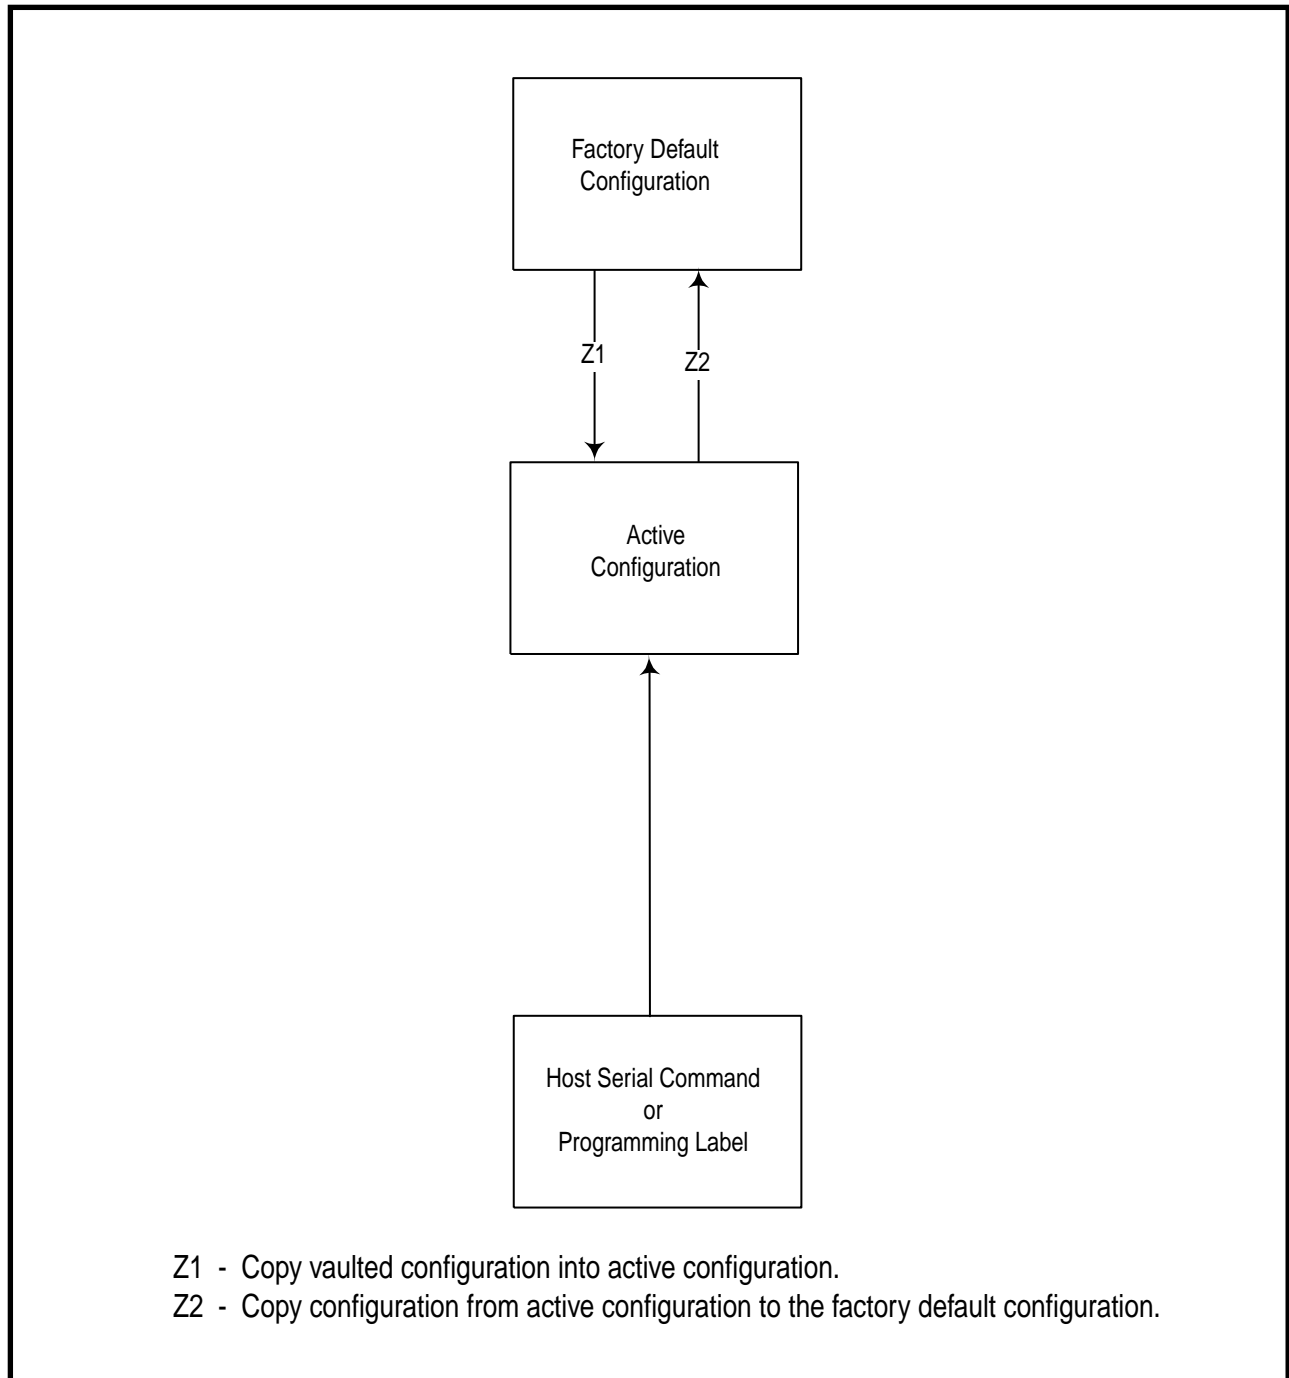 Factory Default
Configuration
Z1
Z2
Active
Configuration
Host Serial Command
or
Programming Label
Z1 - Copy vaulted configuration into active configuration.
Z2 - Copy configuration from active configuration to the factory default configuration.